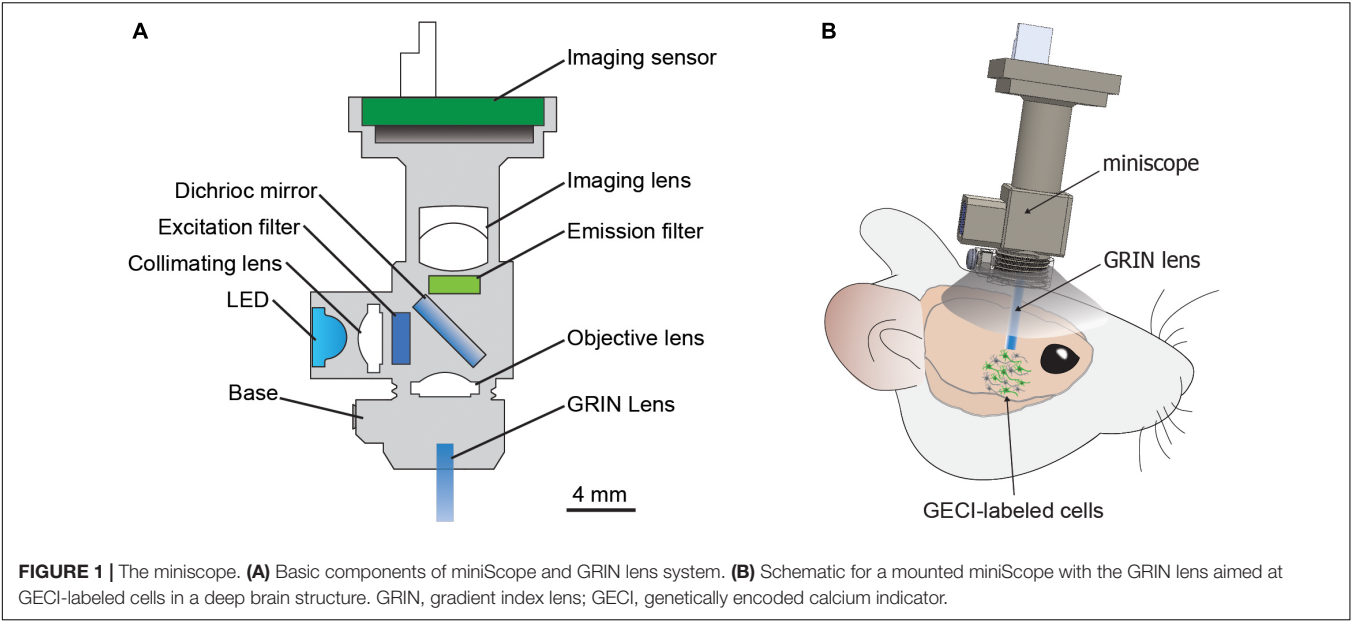 A
Imaging sensor
Dichrioc mirror
Imaging lens
Excitation filter
Emission filter
Collimating lens
LED
Objective lens
Base
GRIN Lens
4 mm
B
miniscope
GRIN lens
GECI-labeled cells
FIGURE 1 | The miniscope. (A) Basic components of miniScope and GRIN lens system. (B) Schematic for a mounted miniScope with the GRIN lens aimed at
GECI-labeled cells in a deep brain structure. GRIN, gradient index lens; GECI, genetically encoded calcium indicator.